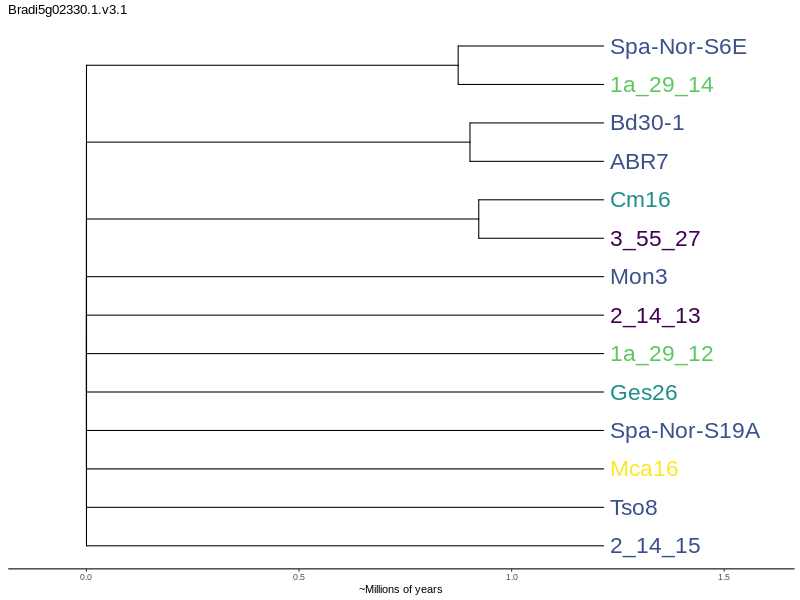 Bradi5g02330.1.v3.1
Spa-Nor-S6E
1a_29_14
Bd30-1
ABR7
Cm16
3_55_27
Mon3
2_14_13
1a_29_12
Ges26
Spa-Nor-S19A
Mca16
Tso8
2_14_15
0.0 0.5 1.0 1.5
~Millions of years